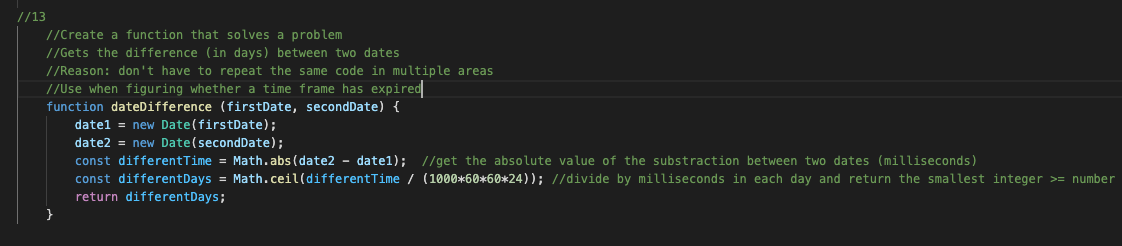 //13
//Create a function that solves a problem
//Gets the difference (in days) between two dates
//Reason: don't have to repeat the same code in multiple areas
//Use when figuring whether a time frame has expired
function dateDifference (firstDate, secondDate) {
date1 = new Date(firstDate);
date2 = new Date(secondDate);
const differentTime = Math.abs(date2 - date1);  //get the absolute value of the substraction between two dates (milliseconds)
const differentDays = Math.ceil(differentTime / (1000*60*60*24)); //divide by milliseconds in each day and return the smallest integer >= number
return differentDays;
}